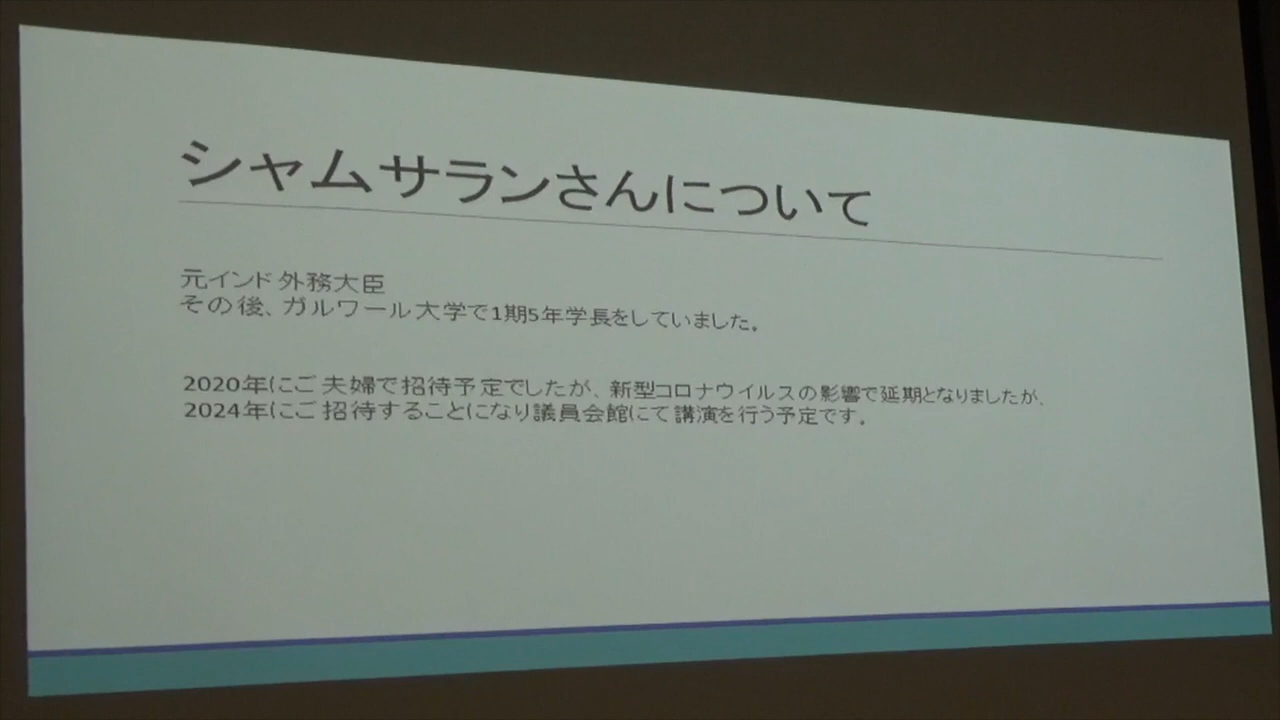 シャムサランさんについて
元インド外務大臣
その後、ガルワール大学で1期5年学長をしていました。
2020年にご夫婦で招待予定でしたが、新型コロナウイルスの影響で延期となりましたが、
2024年にご招待することになり議員会館にて講演を行う予定です。